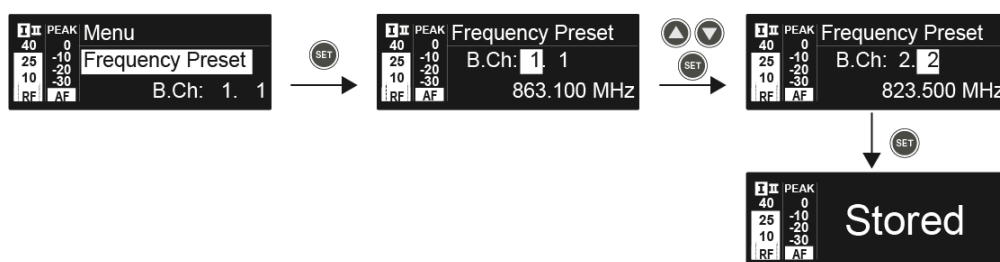 I II PEAK Menu
40 0
25 -10
10 -20
-30
RF AF
Frequency Preset
B.Ch: 1. 1
SET
I II PEAK Frequency Preset
40 0
25 -10
10 -20
-30
RF AF
B.Ch: 1. 1
863.100 MHz
SET
I II PEAK Frequency Preset
40 0
25 -10
10 -20
-30
RF AF
B.Ch: 2. 2
823.500 MHz
SET
I II PEAK
40 0
25 -10
10 -20
-30
RF AF
Stored